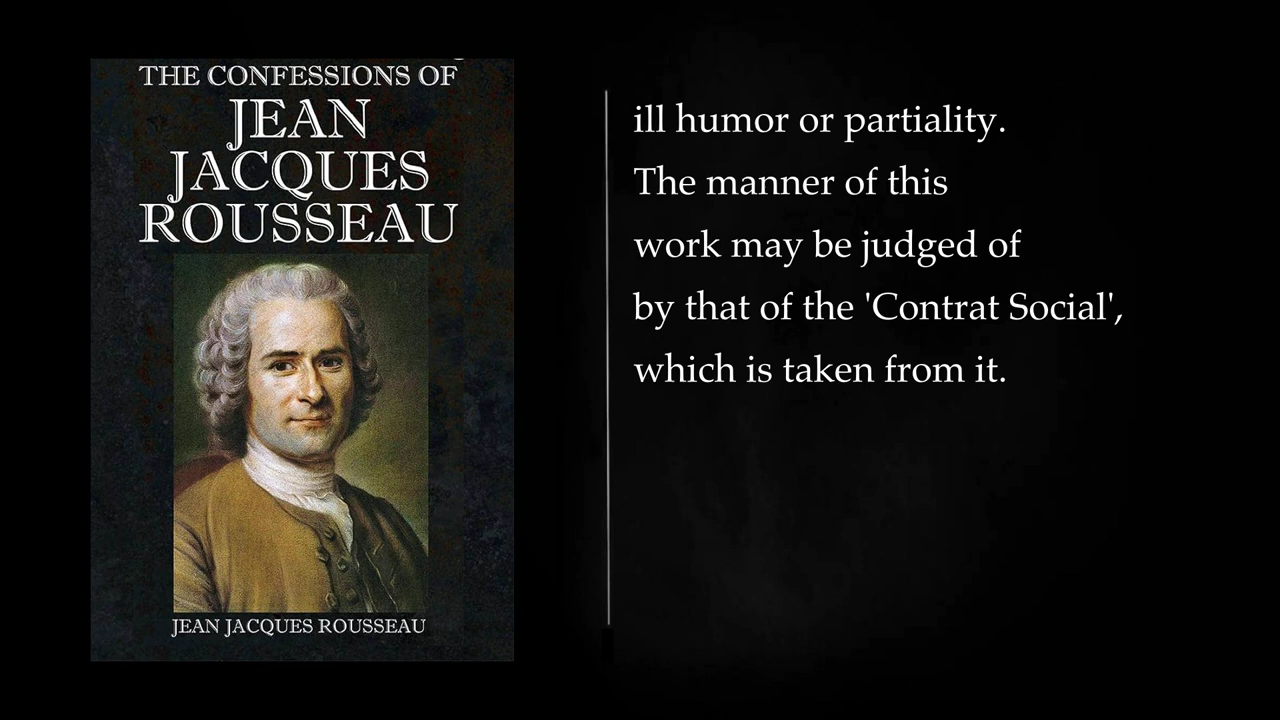 THE CONFESSIONS OF
JEAN
JACQUES
ROUSSEAU
JEAN JACQUES ROUSSEAU
ill humor or partiality.
The manner of this
work may be judged of
by that of the 'Contrat Social',
which is taken from it.